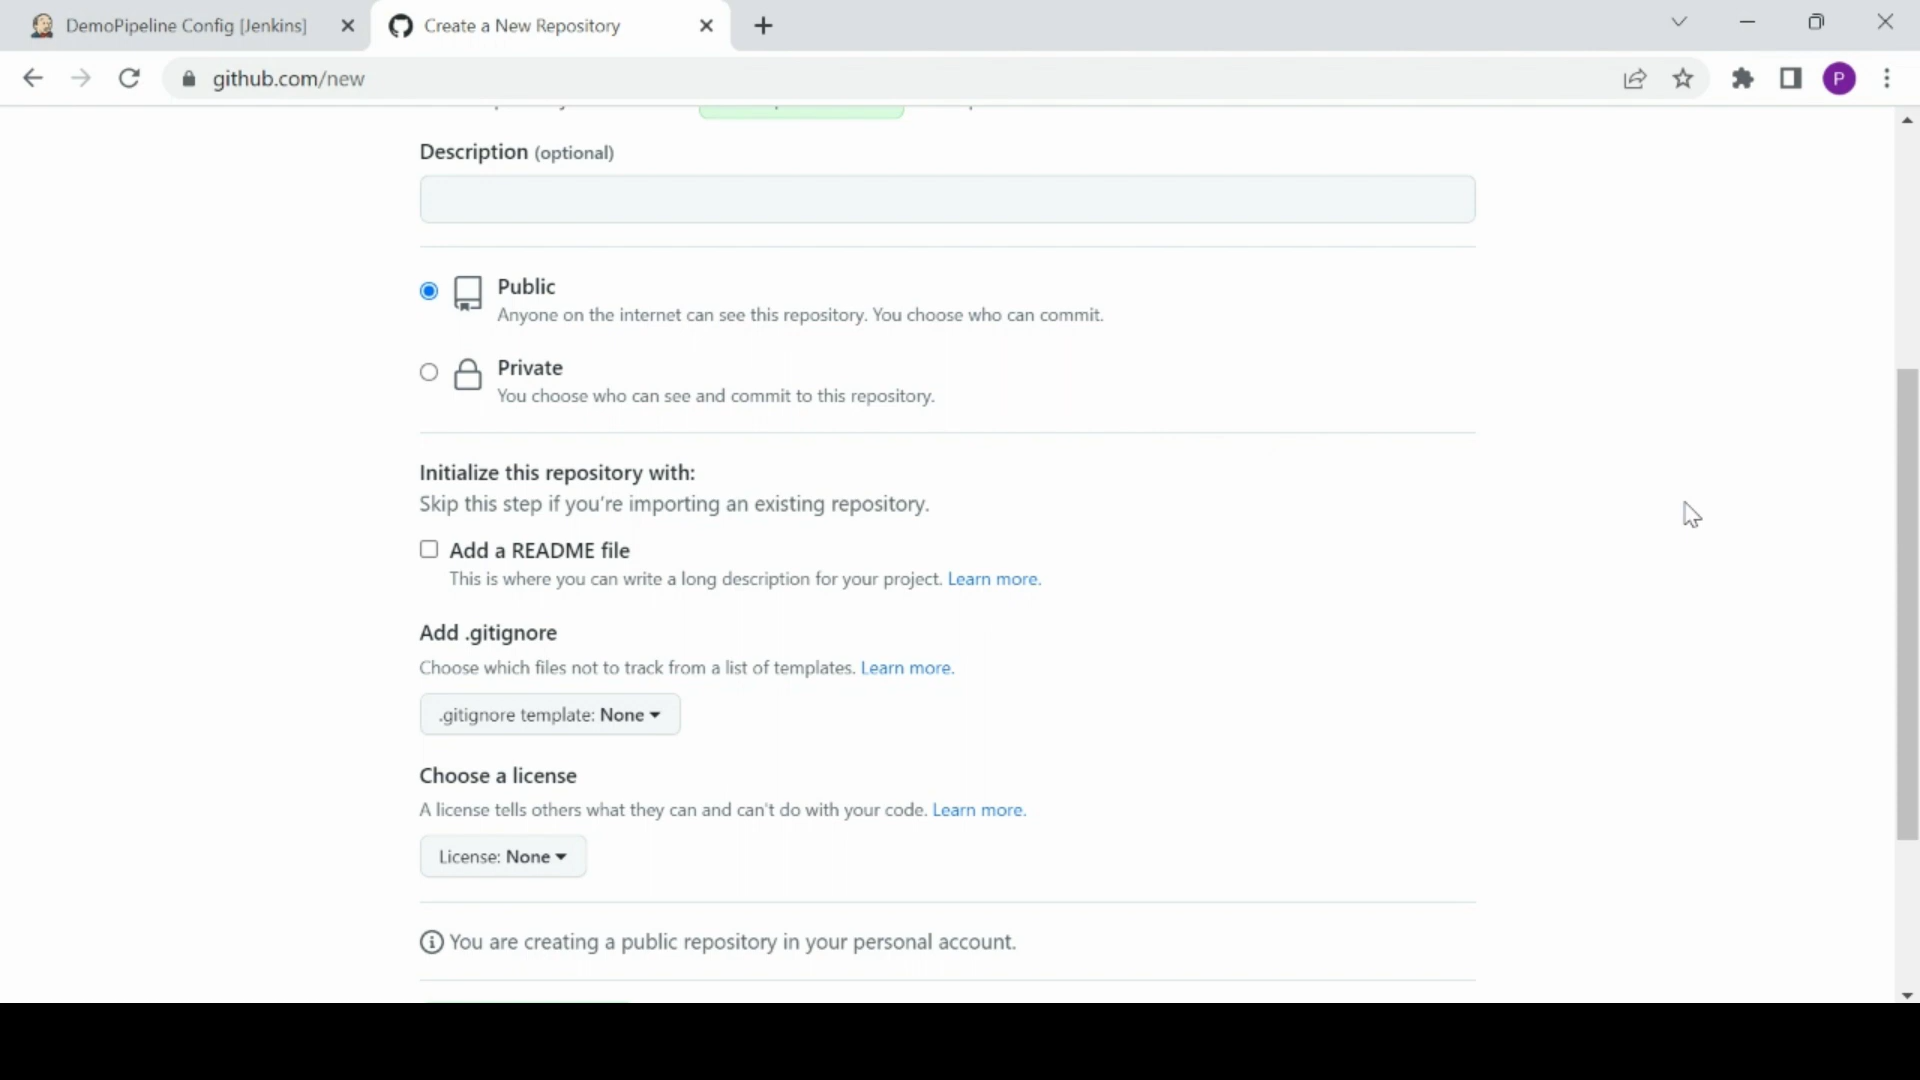 DemoPipeline Config [Jenkins]
Create a New Repository
github.com/new
P
Description (optional)
Public
Anyone on the internet can see this repository. You choose who can commit.
Private
You choose who can see and commit to this repository.
Initialize this repository with:
Skip this step if you're importing an existing repository.
Add a README file
This is where you can write a long description for your project. Learn more.
Add .gitignore
Choose which files not to track from a list of templates. Learn more.
.gitignore template: None
Choose a license
A license tells others what they can and can't do with your code. Learn more.
License: None
You are creating a public repository in your personal account.